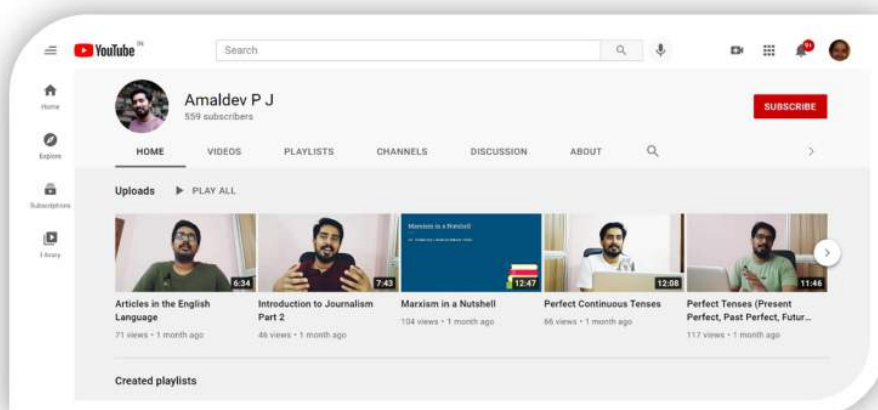 YouTube IN
Search
9+
Home
Explore
Subscriptions
Library
Amaldev P J
559 subscribers
SUBSCRIBE
HOME VIDEOS PLAYLISTS CHANNELS DISCUSSION ABOUT
Uploads PLAY ALL
6:34
7:43
Marxism in a Nutshell
12:47
12:08
11:46
Articles in the English
Language
71 views • 1 month ago
Introduction to Journalism
Part 2
46 views • 1 month ago
Marxism in a Nutshell
104 views • 1 month ago
Perfect Continuous Tenses
66 views • 1 month ago
Perfect Tenses (Present
Perfect, Past Perfect, Futur...
117 views • 1 month ago
Created playlists